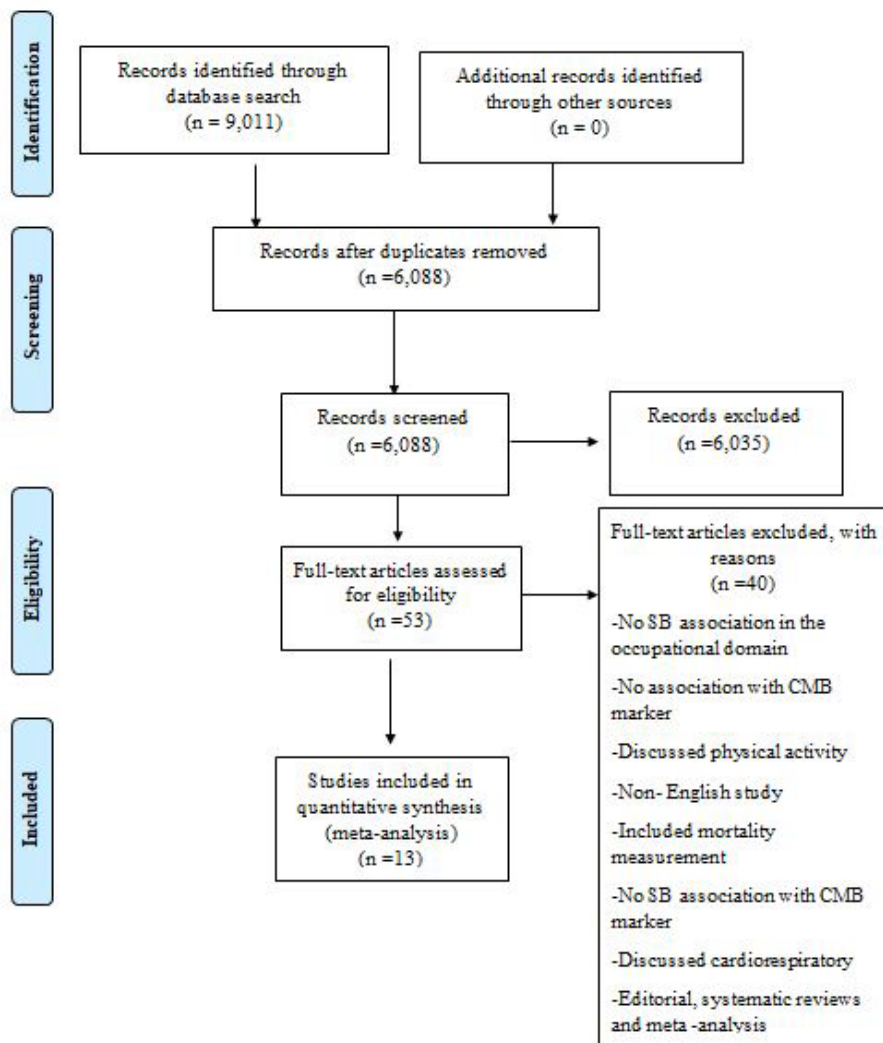 Identification
Records identified through
database search
(n = 9,011)
Additional records identified
through other sources
(n = 0)
Screening
Records after duplicates removed
(n =6,088)
Records screened
(n =6,088)
Records excluded
(n =6,035)
Eligibility
Full-text articles assessed
for eligibility
(n =53)
Full-text articles excluded, with
reasons
(n =40)
-No SB association in the
occupational domain
-No association with CMB
marker
-Discussed physical activity
-Non- English study
-Included mortality
measurement
-No SB association with CMB
marker
-Discussed cardiorespiratory
-Editorial, systematic reviews
and meta -analysis
Included
Studies included in
quantitative synthesis
(meta-analysis)
(n =13)